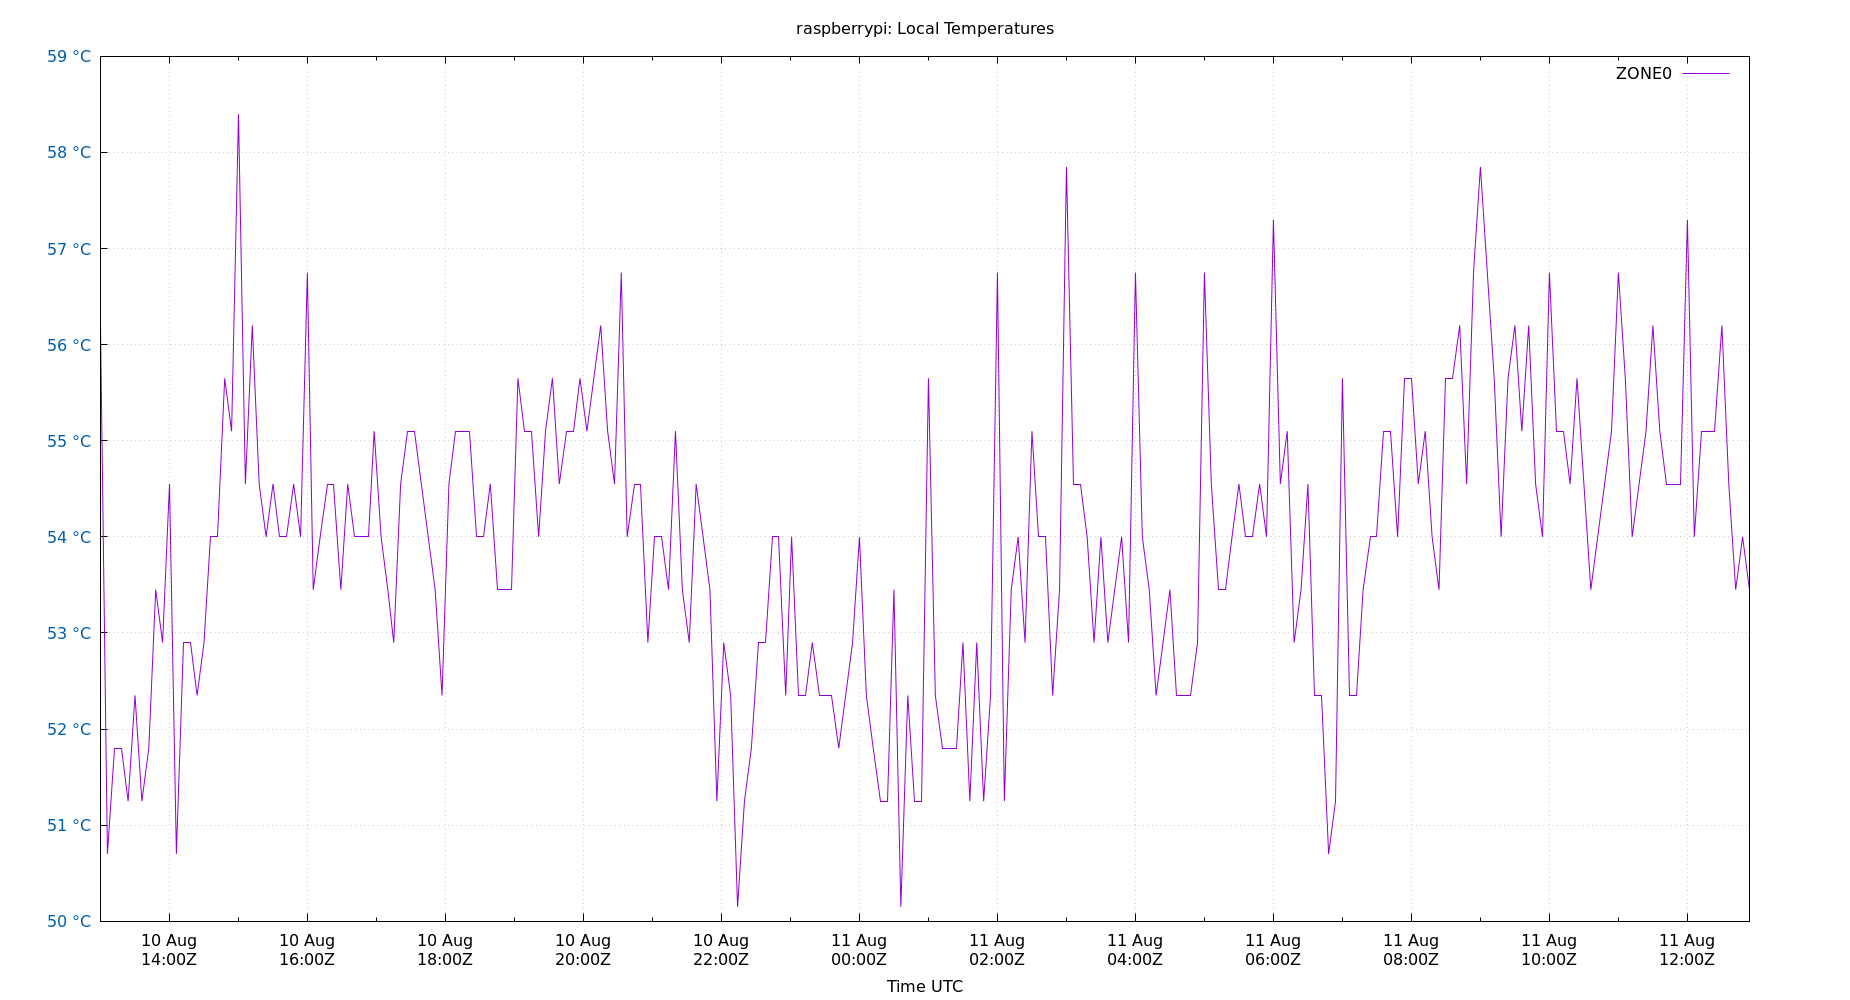 raspberrypi: Local Temperatures
59 °C
ZONE0
58 °C
57 °C
56 °C
55 °C
54 °C
53 °C
52 °C
51 °C
50 °C
10 Aug 10 Aug 10 Aug 10 Aug 10 Aug 11 Aug 11 Aug 11 Aug 11 Aug 11 Aug 11 Aug 11 Aug
14:00Z 16:00Z 18:00Z 20:00Z 22:00Z 00:00Z 02:00Z 04:00Z 06:00Z 08:00Z 10:00Z 12:00Z
Time UTC